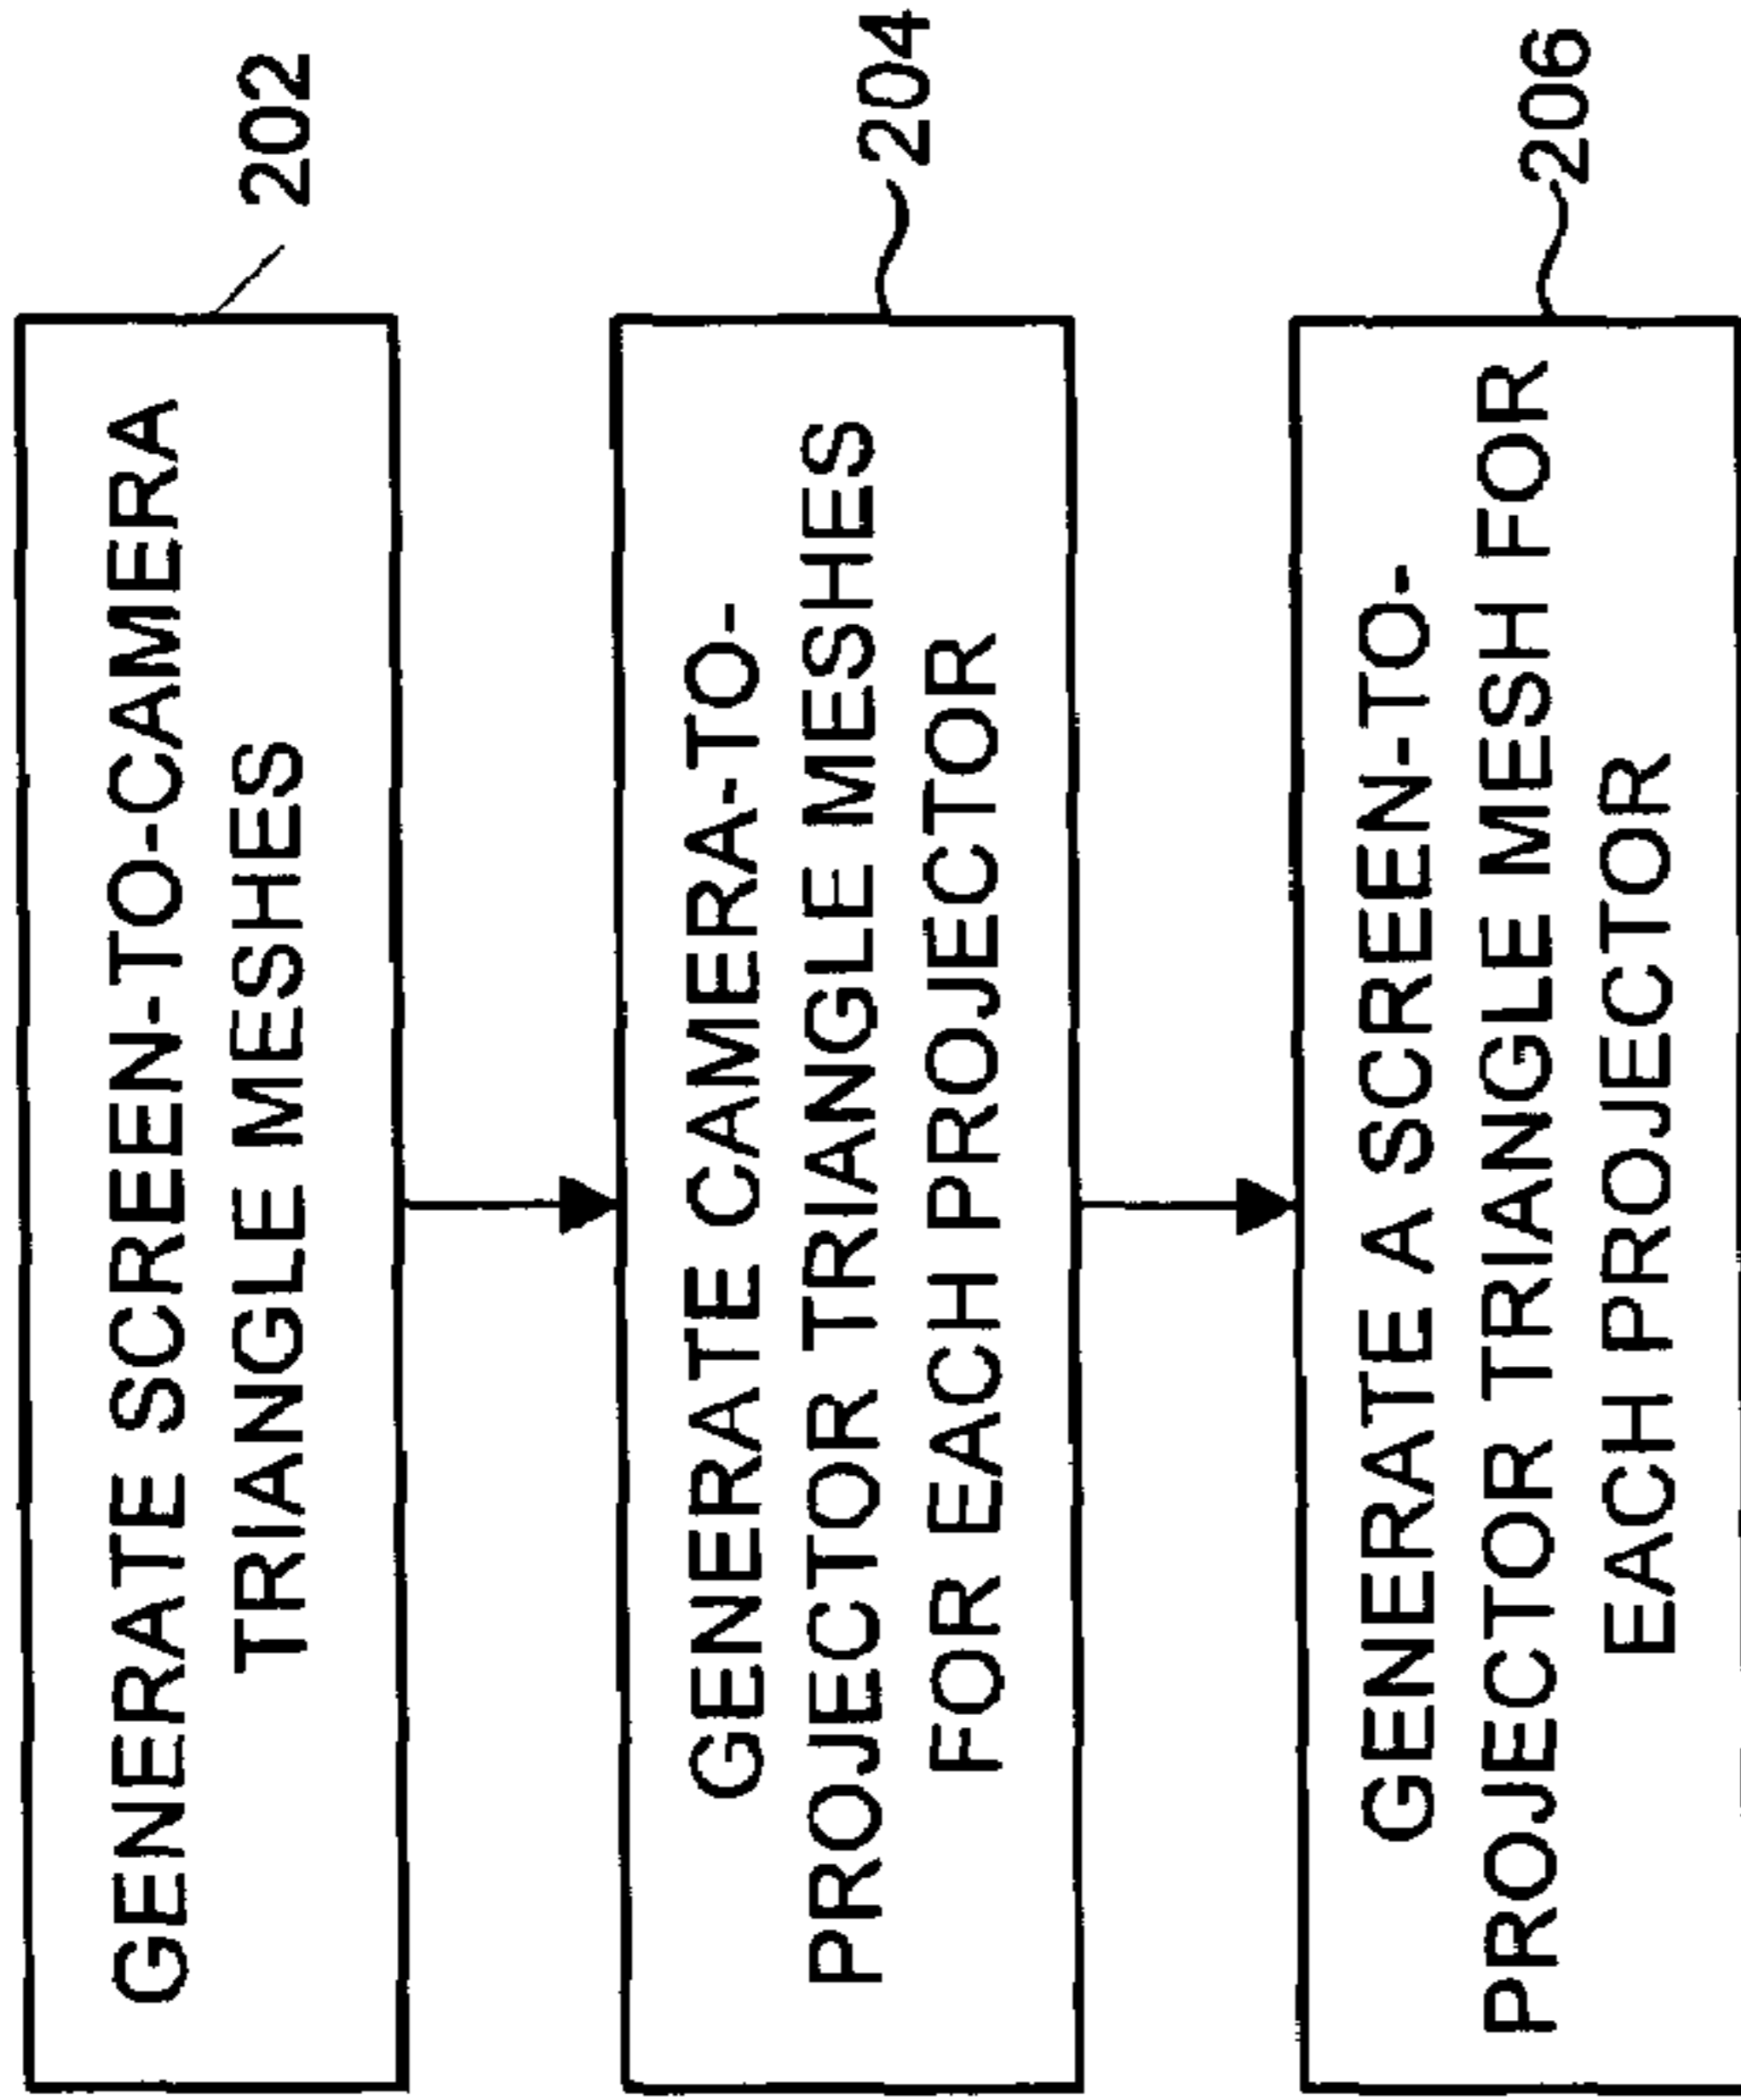 GENERATE SCREEN-TO-CAMERA
TRIANGLE MESHES
202
GENERATE CAMERA-TO-
PROJECTOR TRIANGLE MESHES
FOR EACH PROJECTOR
204
GENERATE A SCREEN-TO-
PROJECTOR TRIANGLE MESH FOR
EACH PROJECTOR
206